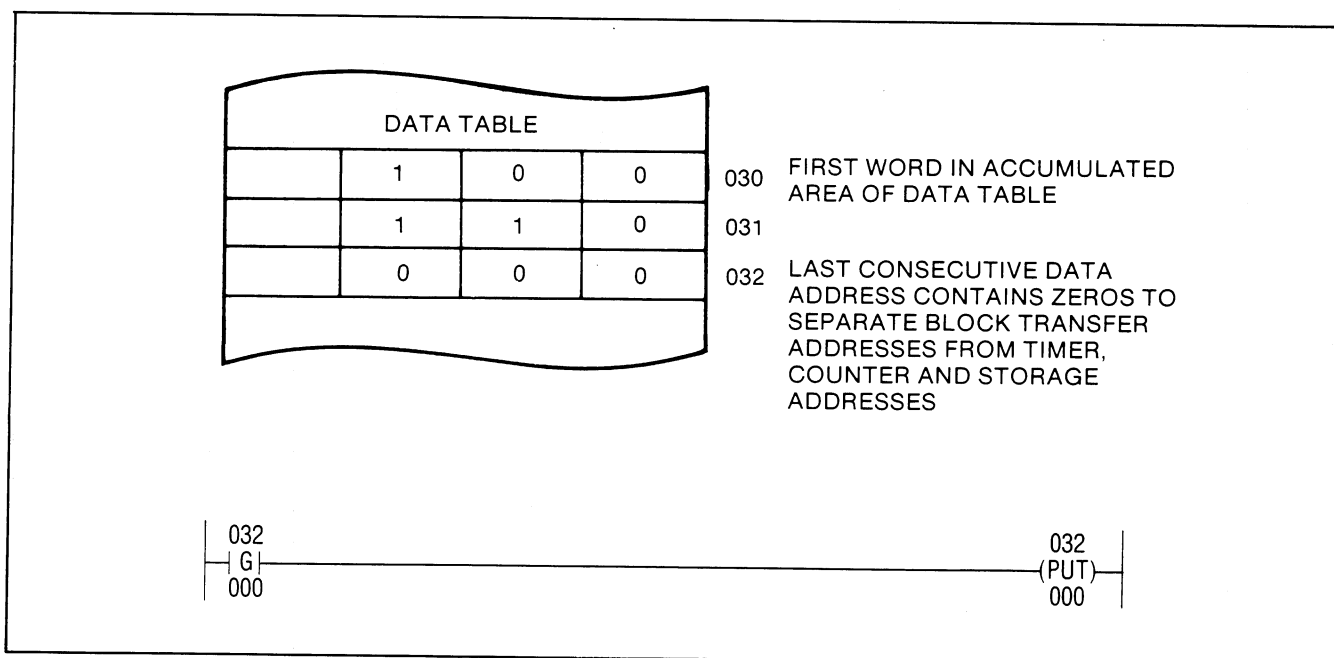 DATA TABLE
1 0 0 030 FIRST WORD IN ACCUMULATED
AREA OF DATA TABLE
1 1 0 031
0 0 0 032 LAST CONSECUTIVE DATA
ADDRESS CONTAINS ZEROS TO
SEPARATE BLOCK TRANSFER
ADDRESSES FROM TIMER,
COUNTER AND STORAGE
ADDRESSES
032 032
G (PUT)
000 000